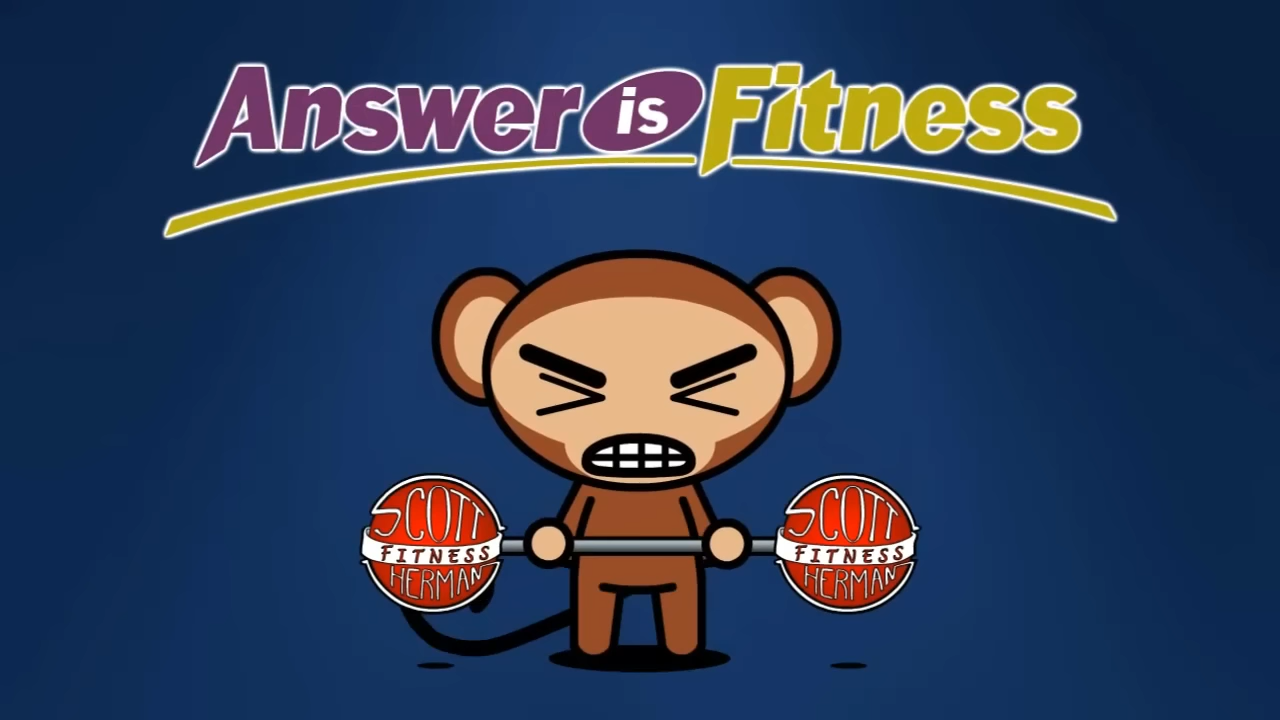 Answer is Fitness
SCOTT
FITNESS
HERMAN
SCOTT
FITNESS
HERMAN